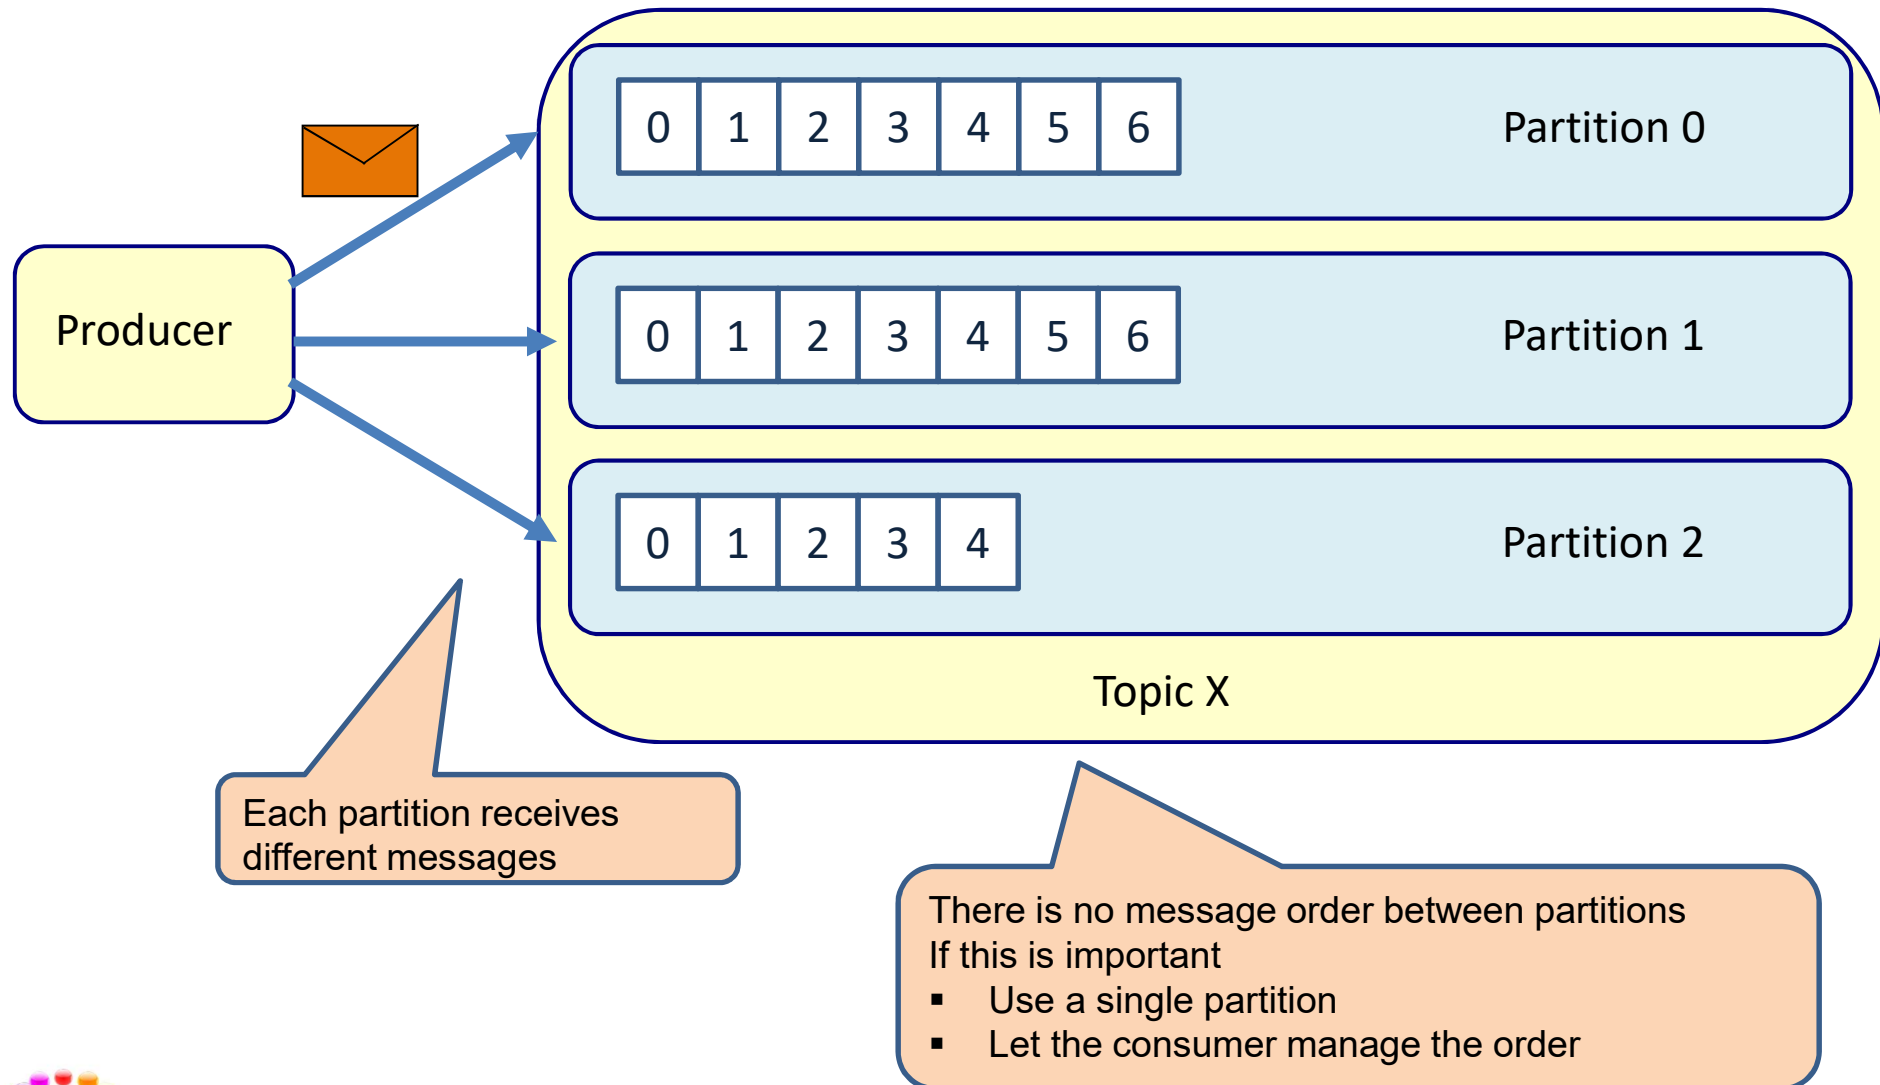 0 1 2 3 4 5 6 Partition 0
Producer
0 1 2 3 4 5 6 Partition 1
0 1 2 3 4 Partition 2
Topic X
Each partition receives
different messages
There is no message order between partitions
If this is important
▪ Use a single partition
▪ Let the consumer manage the order